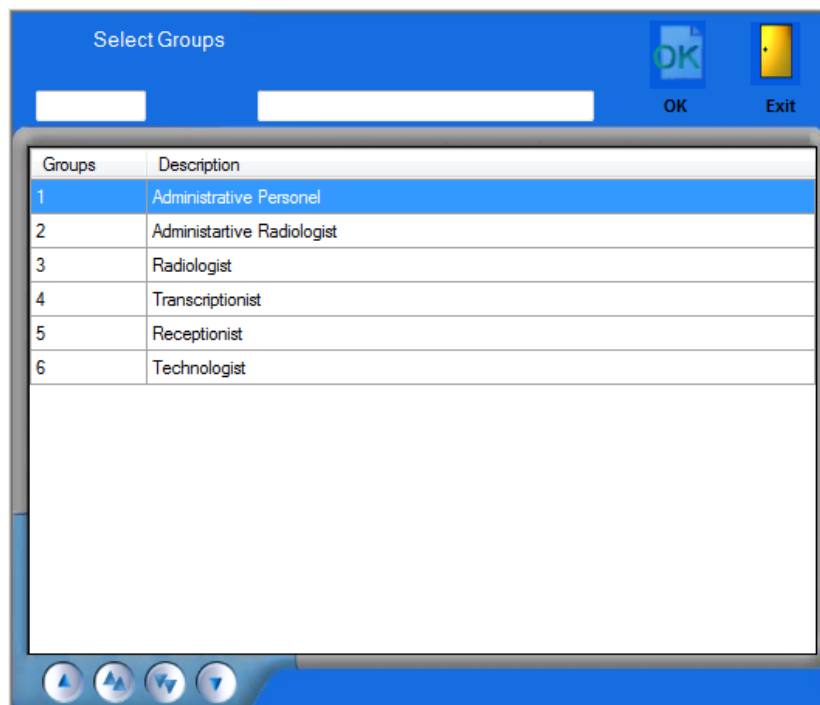 Select Groups
OK
OK Exit
Groups Description
1 Administrative Personel
2 Administartive Radiologist
3 Radiologist
4 Transcriptionist
5 Receptionist
6 Technologist